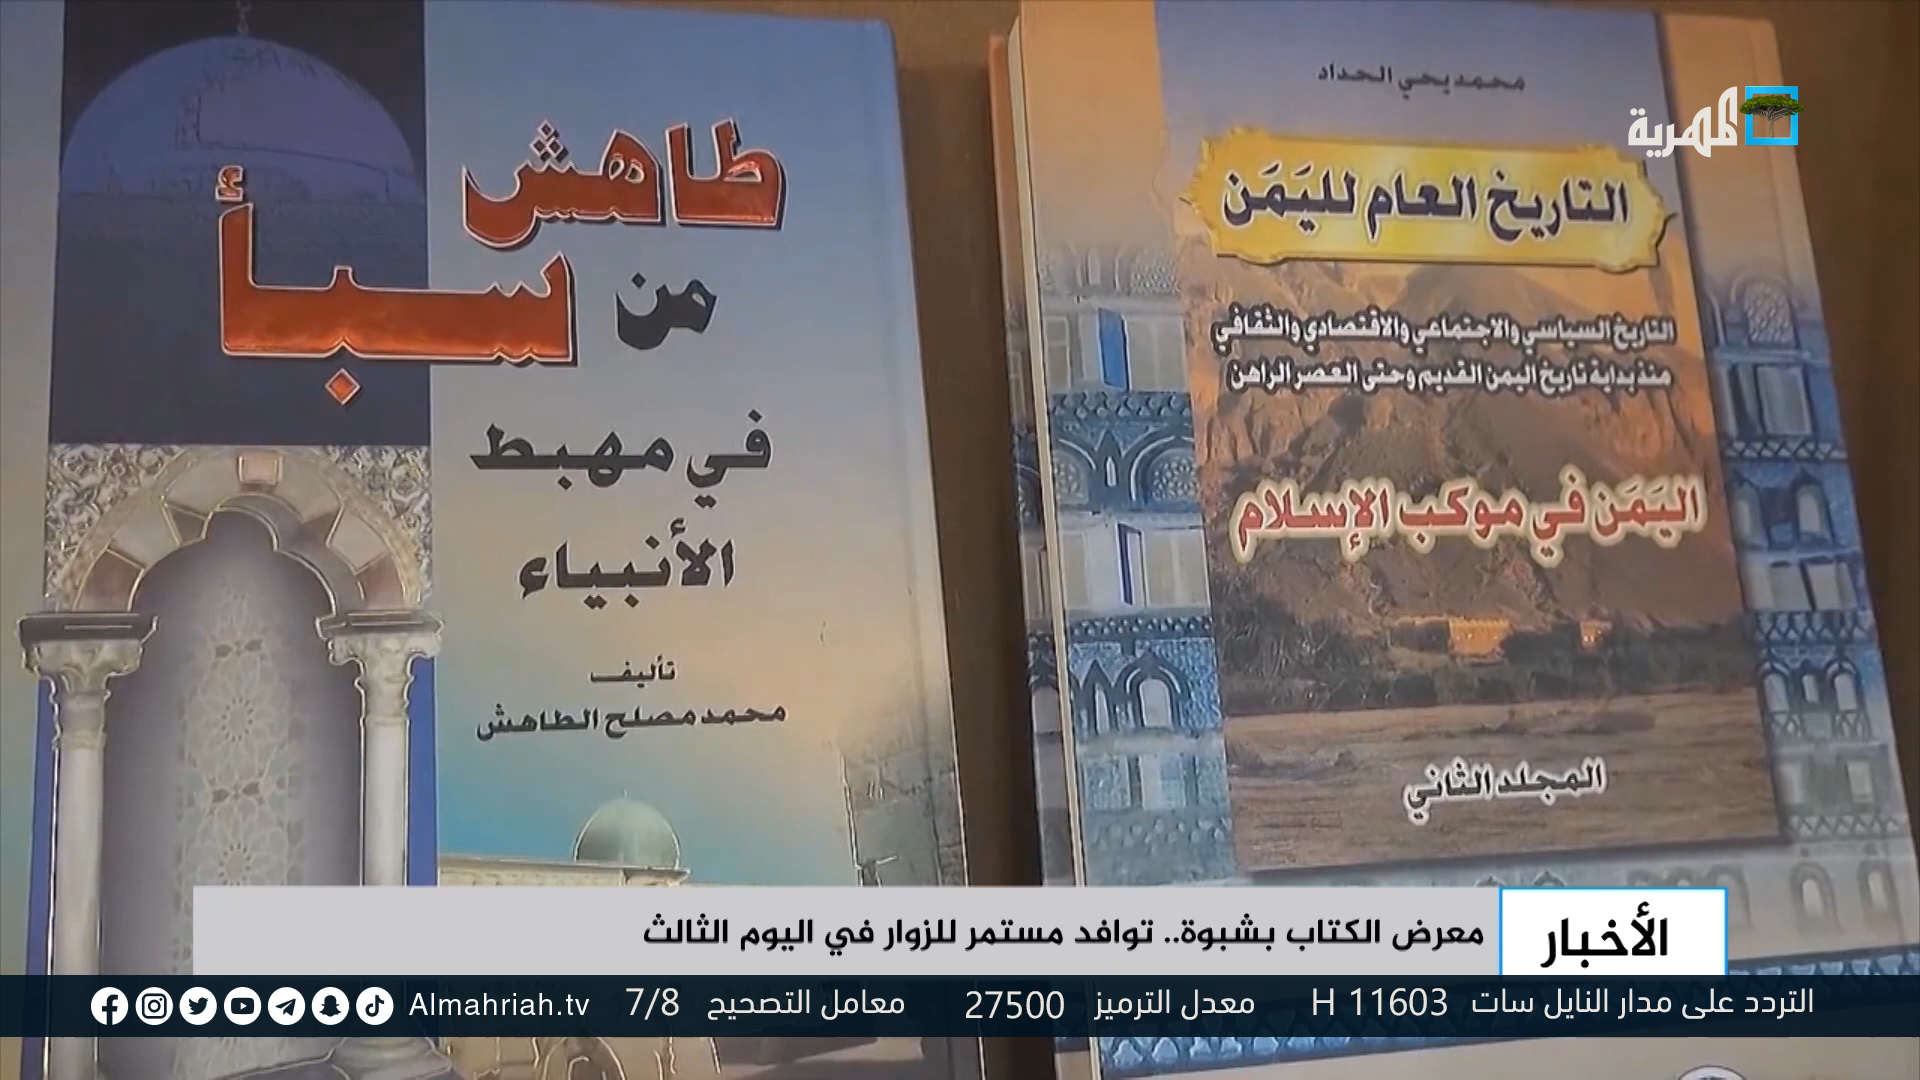 محمد يحي الحداد
المهرية
التاريخ العام لليَمَن
التاريخ السياسي والاجتماعي والاقتصادي والثقافي
منذ بداية تاريخ اليمن القديم وحتى العصر الراهن
اليَمَن في موكب الإسلام
المجلد الثاني
طاهش
من
سبأ
في مهبط
الأنبياء
تأليف
محمد مصلح الطاهش
الأخبار
معرض الكتاب بشبوة.. توافد مستمر للزوار في اليوم الثالث
التردد على مدار النايل سات H 11603 معدل الترميز 27500 معامل التصحيح 7/8 Almahriah.tv